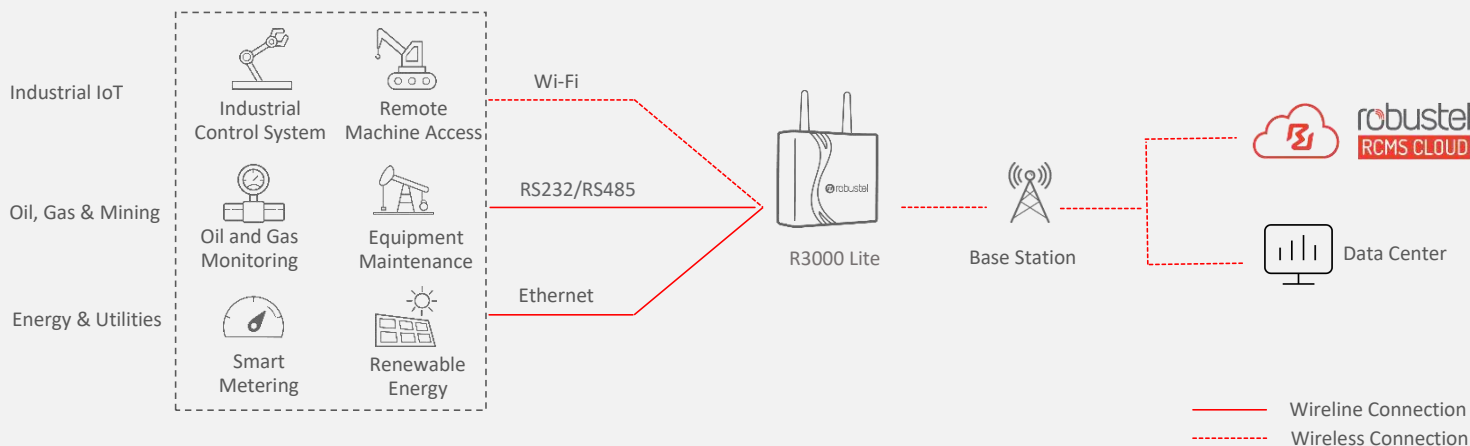 Industrial IoT
Industrial
Control System
Remote
Machine Access
Oil, Gas & Mining
Oil and Gas
Monitoring
Equipment
Maintenance
Energy & Utilities
Smart
Metering
Renewable
Energy
Wi-Fi
RS232/RS485
Ethernet
robustel
R3000 Lite
Base Station
robustel
RCMS CLOUD
Data Center
Wireline Connection
Wireless Connection